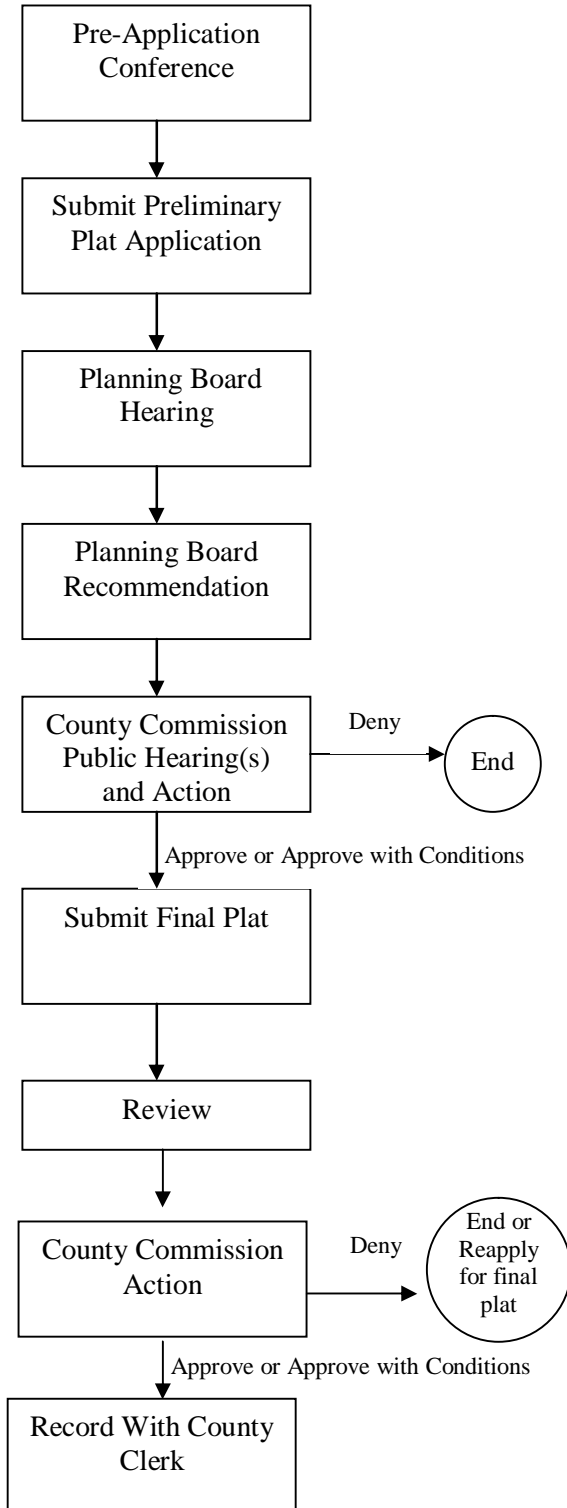 Pre-Application
Conference
Submit Preliminary
Plat Application
Planning Board
Hearing
Planning Board
Recommendation
County Commission
Public Hearing(s)
and Action
Deny
End
Approve or Approve with Conditions
Submit Final Plat
Review
County Commission
Action
Deny
End or
Reapply
for final
plat
Approve or Approve with Conditions
Record With County
Clerk